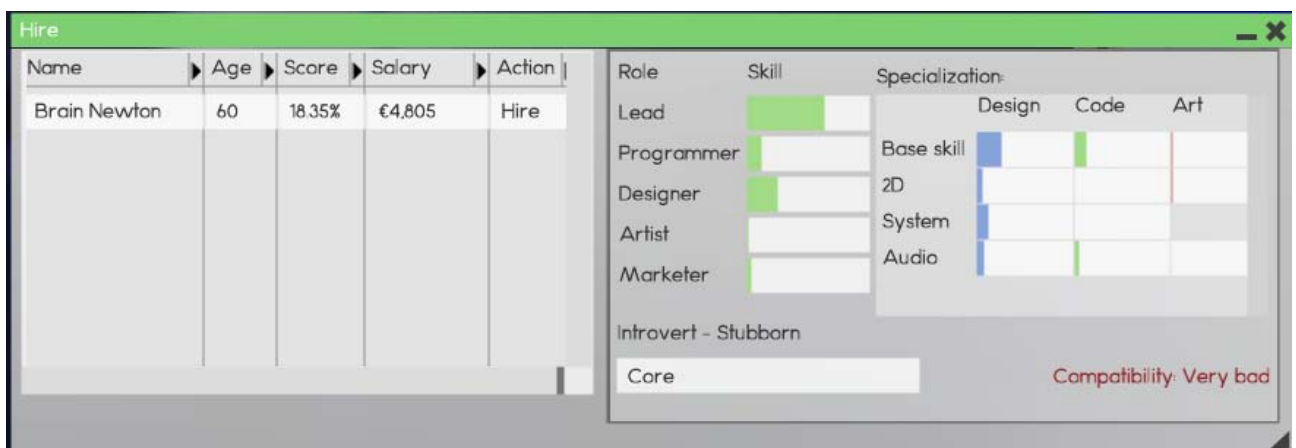 Hire
Name Age Score Salary Action
Brain Newton 60 18.35% €4,805 Hire
Role Skill
Lead
Programmer
Designer
Artist
Marketer
Specialization:
Design Code Art
Base skill
2D
System
Audio
Introvert - Stubborn
Core
Compatibility: Very bad